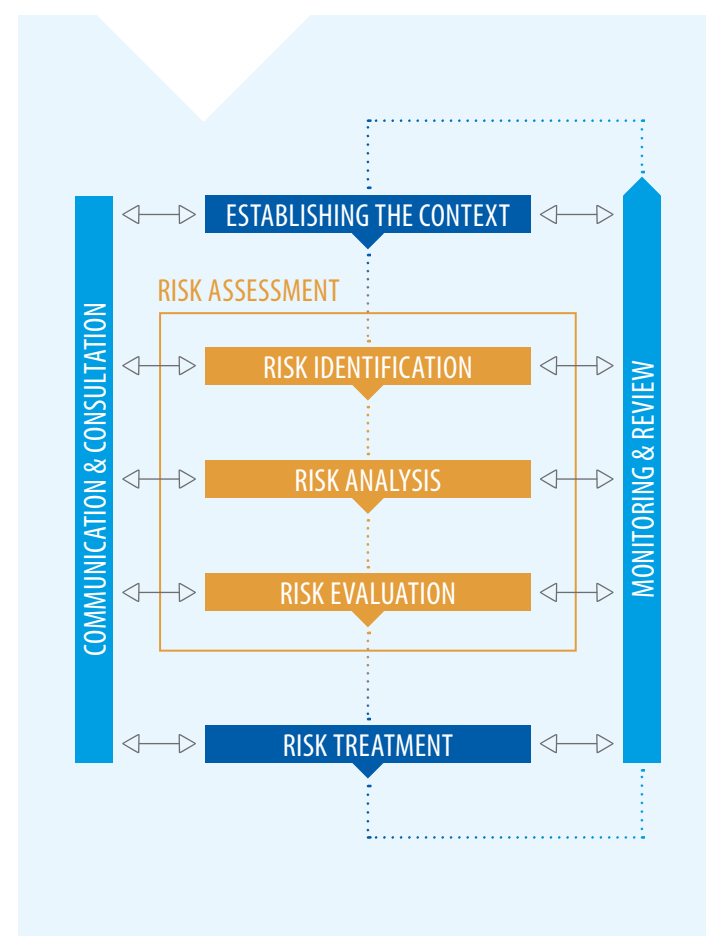 ESTABLISHING THE CONTEXT
RISK ASSESSMENT
RISK IDENTIFICATION
RISK ANALYSIS
RISK EVALUATION
RISK TREATMENT
COMMUNICATION & CONSULTATION
MONITORING & REVIEW